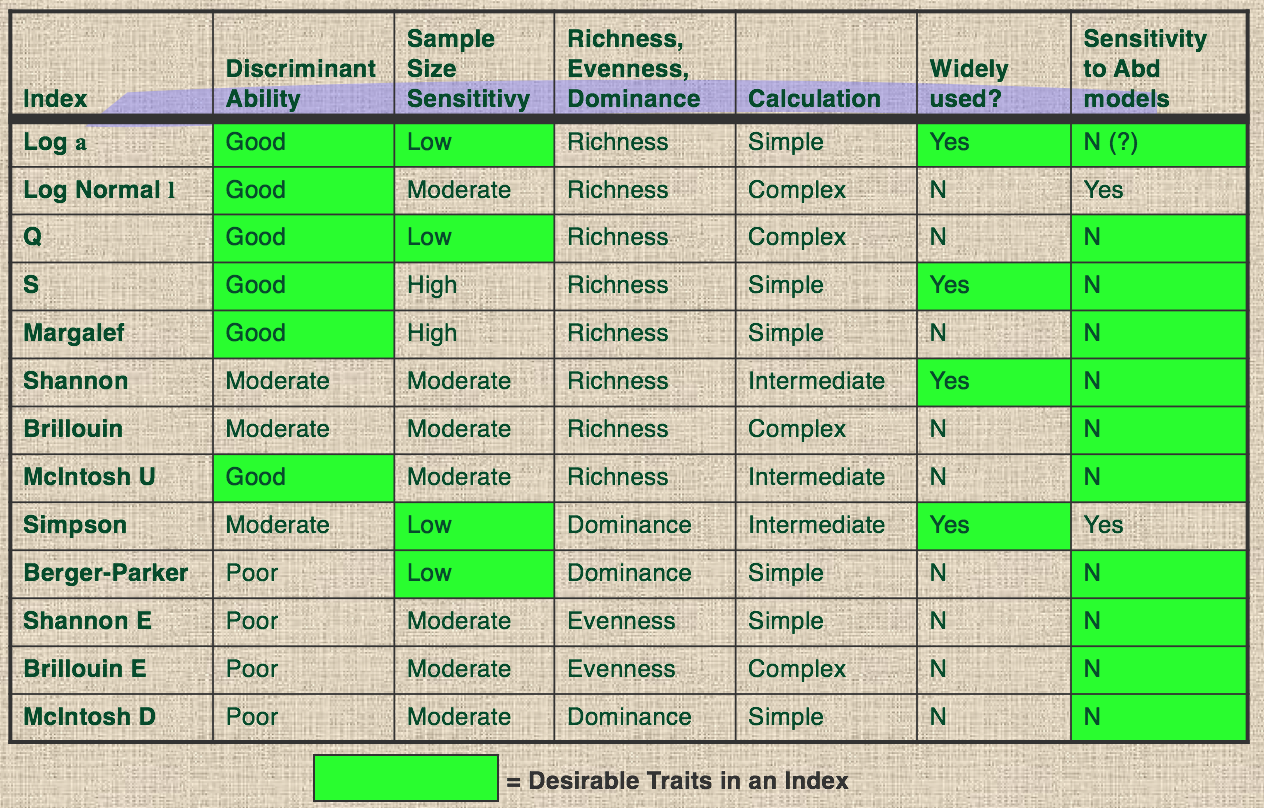 Index Discriminant Ability Sample Size Sensititivy Richness, Evenness, Dominance Calculation Widely used? Sensitivity to Abd models
Log a Good Low Richness Simple Yes N (?)
Log Normal l Good Moderate Richness Complex N Yes
Q Good Low Richness Complex N N
S Good High Richness Simple Yes N
Margalef Good High Richness Simple N N
Shannon Moderate Moderate Richness Intermediate Yes N
Brillouin Moderate Moderate Richness Complex N N
McIntosh U Good Moderate Richness Intermediate N N
Simpson Moderate Low Dominance Intermediate Yes Yes
Berger-Parker Poor Low Dominance Simple N N
Shannon E Poor Moderate Evenness Simple N N
Brillouin E Poor Moderate Evenness Complex N N
McIntosh D Poor Moderate Dominance Simple N N
= Desirable Traits in an Index